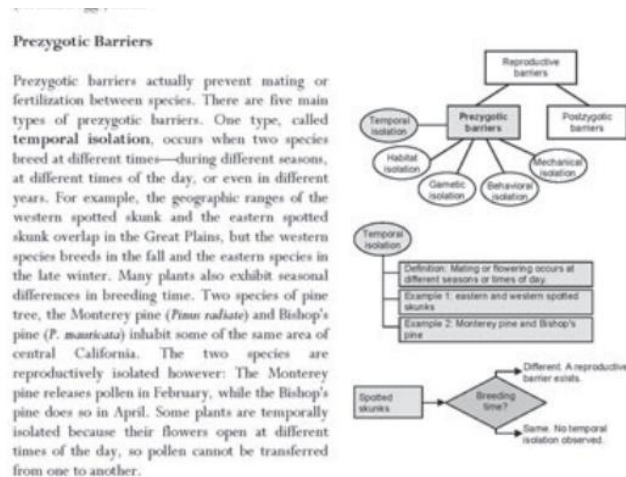 Prezygotic Barriers
Prezygotic barriers actually prevent mating or
fertilization between species. There are five main
types of prezygotic barriers. One type, called
temporal isolation, occurs when two species
breed at different times—during different seasons,
at different times of the day, or even in different
years. For example, the geographic ranges of the
western spotted skunk and the eastern spotted
skunk overlap in the Great Plains, but the western
species breeds in the fall and the eastern species in
the late winter. Many plants also exhibit seasonal
differences in breeding time. Two species of pine
tree, the Monterey pine (Pinus radiate) and Bishop's
pine (P. mauricata) inhabit some of the same area of
central California. The two species are
reproductively isolated however: The Monterey
pine releases pollen in February, while the Bishop's
pine does so in April. Some plants are temporally
isolated because their flowers open at different
times of the day, so pollen cannot be transferred
from one to another.
Reproductive
barriers
Temporal
isolation
Prezygotic
barriers
Postzygotic
barriers
Habitat
isolation
Gametic
isolation
Behavioral
isolation
Mechanical
isolation
Temporal
isolation
Definition: Mating or flowering occurs at
different seasons or times of day.
Example 1: eastern and western spotted
skunks
Example 2: Monterey pine and Bishop's
pine
Spotted
skunks
Breeding
time?
Different. A reproductive
barrier exists.
Same. No temporal
isolation observed.